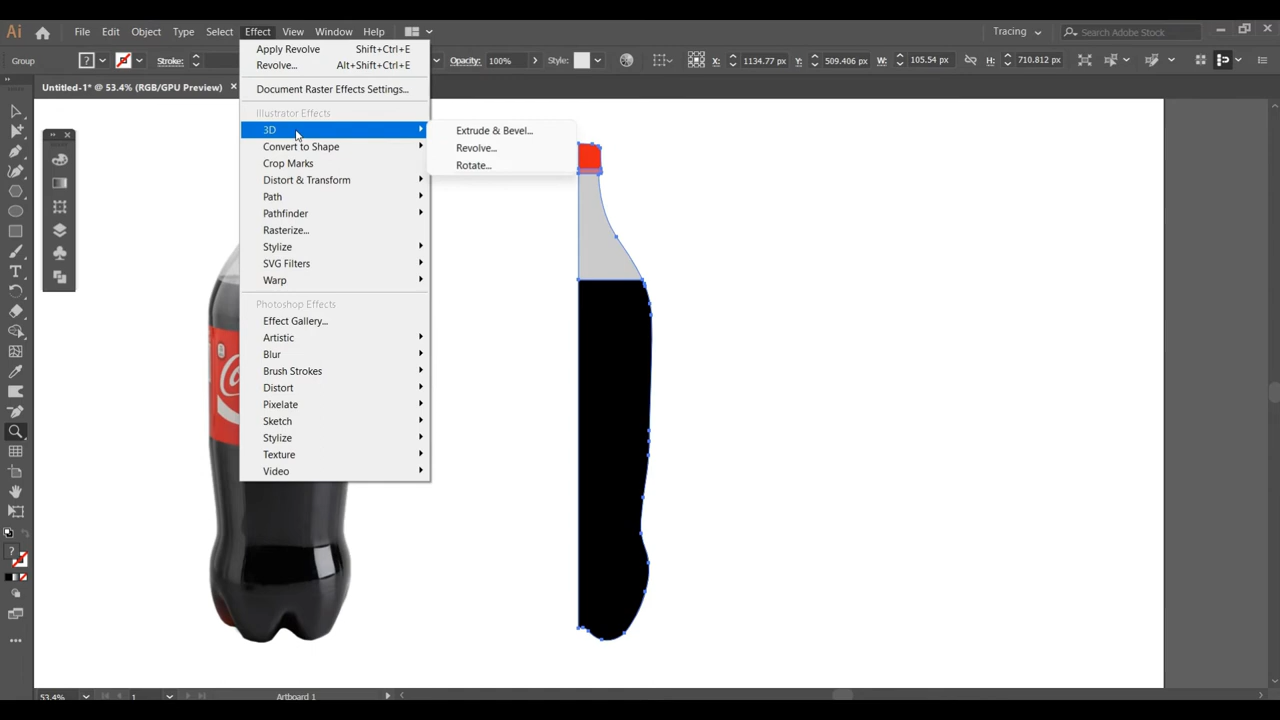 Ai
File Edit Object Type Select Effect View Window Help
Tracing
Search Adobe Stock
Group
?
Stroke:
Opacity: 100%
Style:
X: 1134.77 px
Y: 509.406 px
W: 105.54 px
H: 710.812 px
Untitled-1* @ 53.4% (RGB/GPU Preview) ×
Apply Revolve Shift+Ctrl+E
Revolve... Alt+Shift+Ctrl+E
Document Raster Effects Settings...
Illustrator Effects
3D
Convert to Shape
Crop Marks
Distort & Transform
Path
Pathfinder
Rasterize...
Stylize
SVG Filters
Warp
Photoshop Effects
Effect Gallery...
Artistic
Blur
Brush Strokes
Distort
Pixelate
Sketch
Stylize
Texture
Video
Extrude & Bevel...
Revolve...
Rotate...
?
53.4%
1
Artboard 1